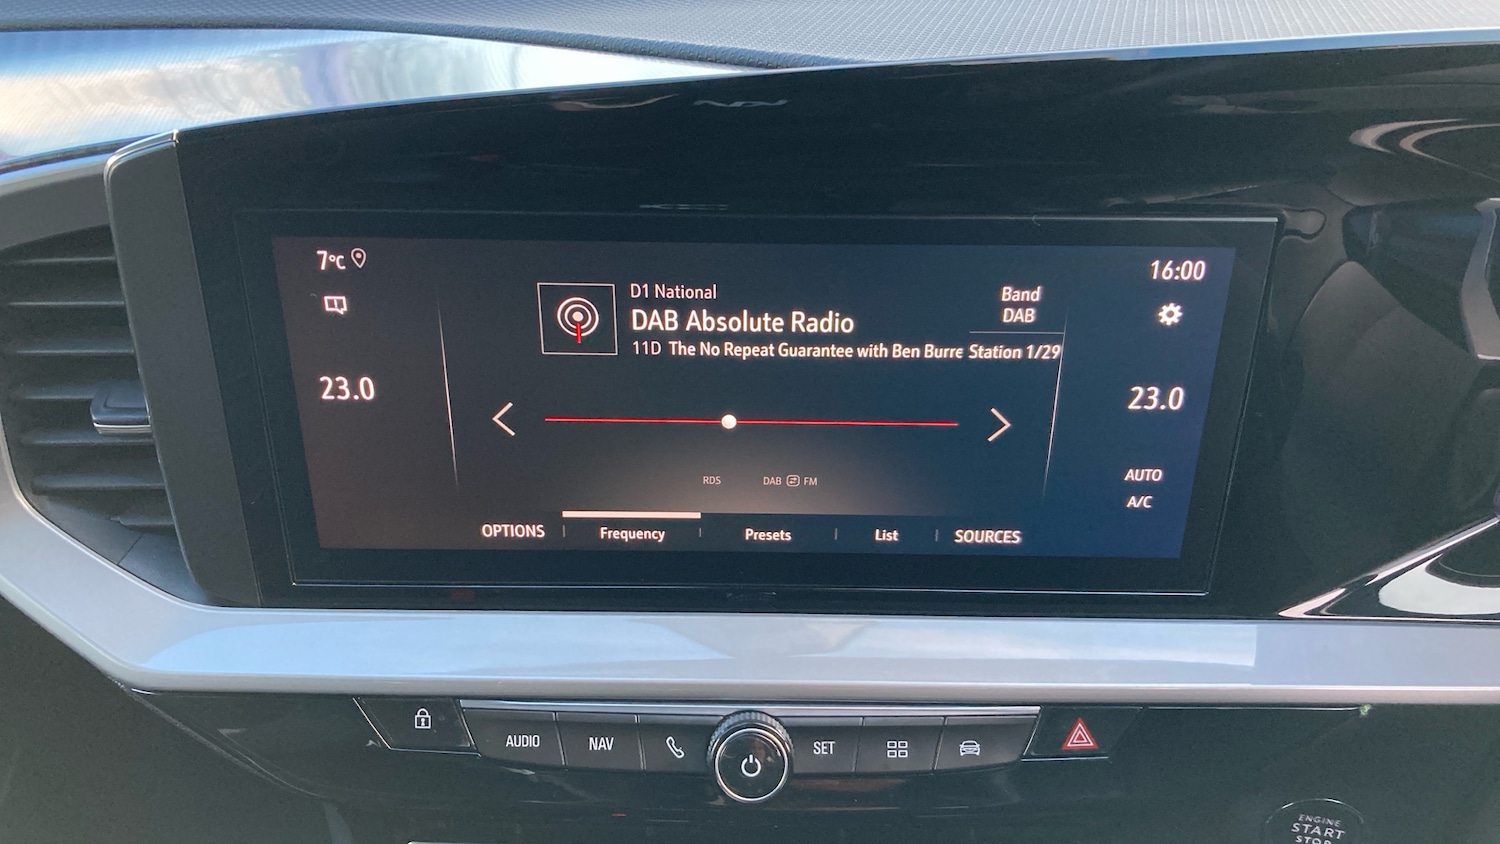 7°C
16:00
D1 National
Band
DAB
DAB Absolute Radio
11D The No Repeat Guarantee with Ben Burre Station 1/29
23.0
23.0
RDS
DAB FM
AUTO
A/C
OPTIONS
Frequency
Presets
List
SOURCES
AUDIO
NAV
SET
ENGINE
START
STOP